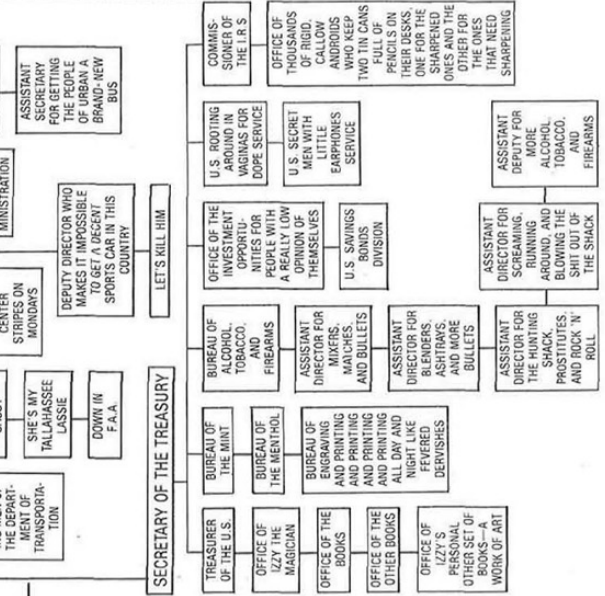 THE DEPART-
MENT OF
TRANSPORTA-
TION
SHE'S MY
TALLAHASSEE
LASSIE
DOWN IN
F.A.A.
CENTER
STRIPES ON
MONDAYS
DEPUTY DIRECTOR WHO
MAKES IT IMPOSSIBLE
TO GET A DECENT
SPORTS CAR IN THIS
COUNTRY
LET'S KILL HIM
MINISTRATION
ASSISTANT
SECRETARY
FOR GETTING
THE PEOPLE
OF URBAN A
BRAND-NEW
BUS
SECRETARY OF THE TREASURY
TREASURER
OF THE U.S.
OFFICE OF
IZZY THE
MAGICIAN
OFFICE OF THE
BOOKS
OFFICE OF THE
OTHER BOOKS
OFFICE OF
IZZY'S
PERSONAL
OTHER SET OF
BOOKS—A
WORK OF ART
BUREAU OF
THE MINT
BUREAU OF
THE MENTHOL
BUREAU OF
ENGRAVING
AND PRINTING
AND PRINTING
AND PRINTING
AND PRINTING
ALL DAY AND
NIGHT LIKE
FEVERED
DERVISHES
BUREAU OF
ALCOHOL,
TOBACCO,
AND
FIREARMS
ASSISTANT
DIRECTOR FOR
MIXERS,
MATCHES,
AND BULLETS
ASSISTANT
DIRECTOR FOR
BLENDERS,
ASHTRAYS,
AND MORE
BULLETS
ASSISTANT
DIRECTOR FOR
THE HUNTING
SHACK,
PROSTITUTES,
AND ROCK 'N'
ROLL
ASSISTANT
DIRECTOR FOR
SCREAMING,
RUNNING
AROUND, AND
BLOWING THE
SHIT OUT OF
THE SHACK
ASSISTANT
DEPUTY FOR
MORE
ALCOHOL,
TOBACCO,
AND
FIREARMS
OFFICE OF THE
INVESTMENT
OPPORTU-
NITIES FOR
PEOPLE WITH
A REALLY LOW
OPINION OF
THEMSELVES
U.S SAVINGS
BONDS
DIVISION
U.S. ROOTING
AROUND IN
VAGINAS FOR
DOPE SERVICE
U.S. SECRET
MEN WITH
LITTLE
EARPHONES
SERVICE
COMMIS-
SIONER OF
THE I.R S
OFFICE OF
THOUSANDS
OF RIGID,
CALLOW
ANDROIDS
WHO KEEP
TWO TIN CANS
FULL OF
PENCILS ON
THEIR DESKS,
ONE FOR THE
SHARPENED
ONES AND THE
OTHER FOR
THE ONES
THAT NEED
SHARPENING